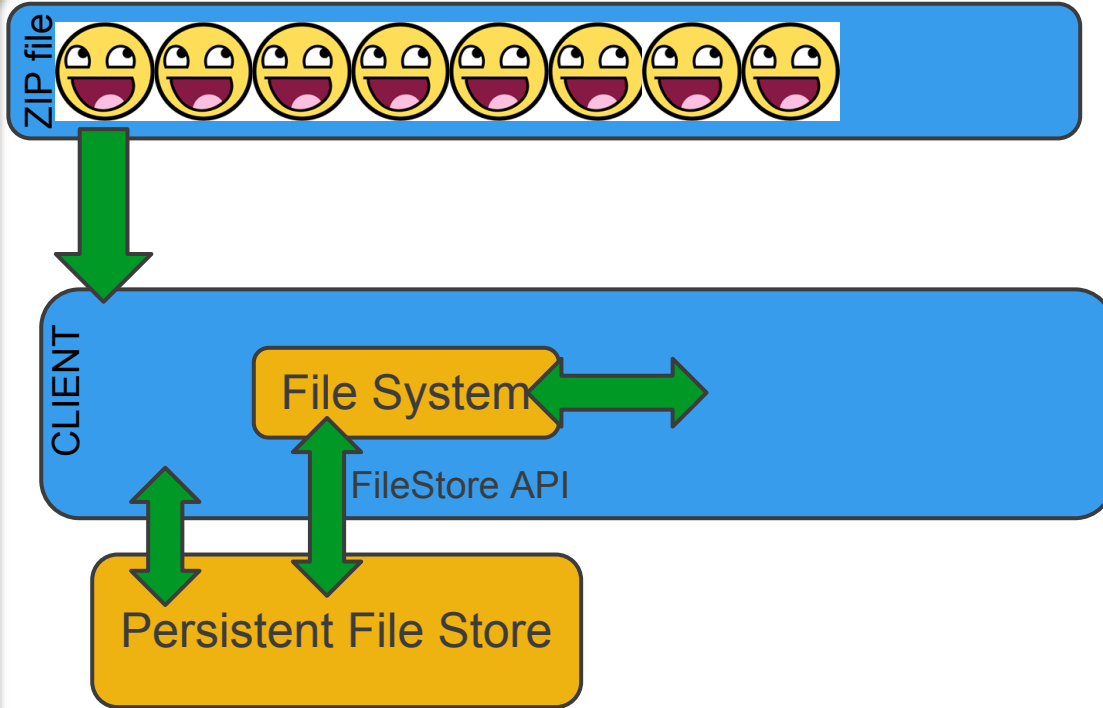 ZIP file
CLIENT
File System
FileStore API
Persistent File Store